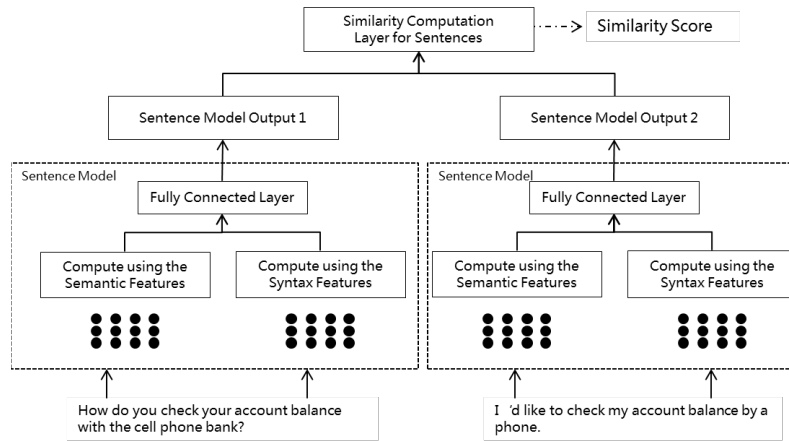 Similarity Computation
Layer for Sentences
Similarity Score
Sentence Model Output 1
Sentence Model Output 2
Sentence Model
Sentence Model
Fully Connected Layer
Fully Connected Layer
Compute using the
Semantic Features
Compute using the
Syntax Features
Compute using the
Semantic Features
Compute using the
Syntax Features
How do you check your account balance
with the cell phone bank?
I ‘d like to check my account balance by a
phone.